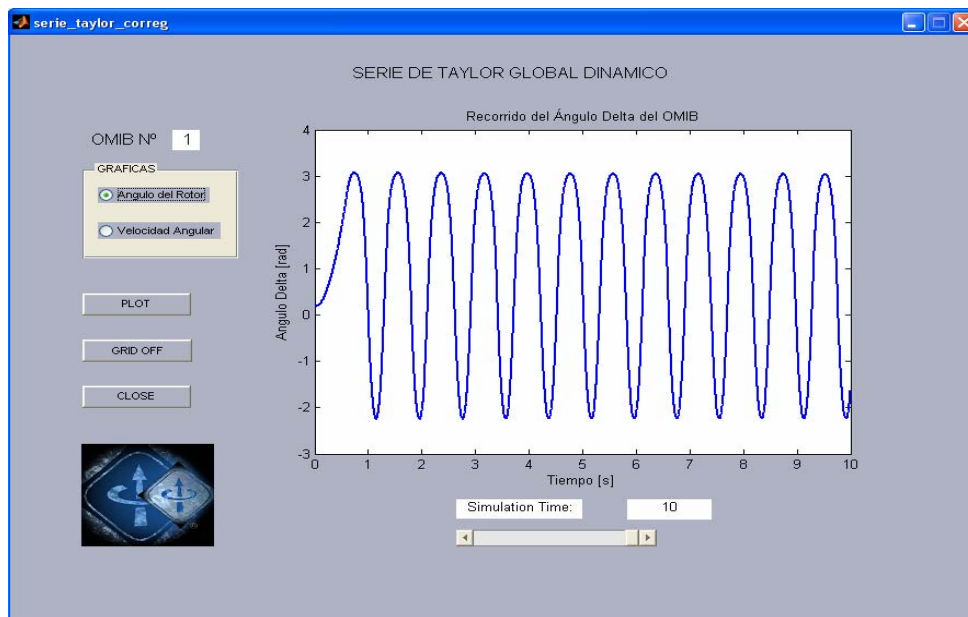 serie_taylor_correg
SERIE DE TAYLOR GLOBAL DINAMICO
OMIB Nº 1
GRAFICAS
Angulo del Rotor
Velocidad Angular
PLOT
GRID OFF
CLOSE
Recorrido del Ángulo Delta del OMIB
Angulo Delta [rad]
4
3
2
1
0
-1
-2
-3
0 1 2 3 4 5 6 7 8 9 10
Tiempo [s]
Simulation Time: 10